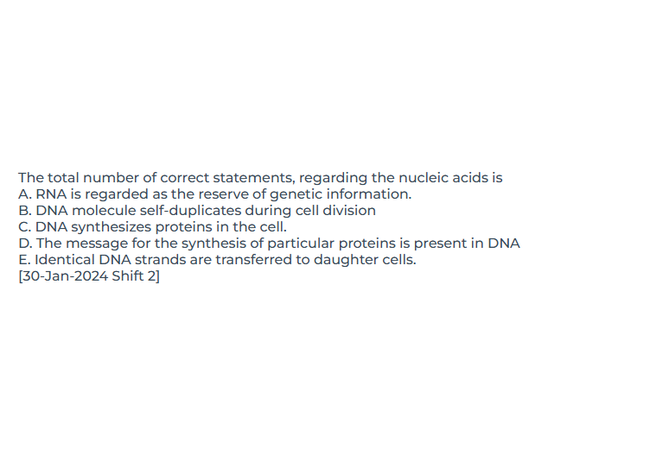 The total number of correct statements, regarding the nucleic acids is
A. RNA is regarded as the reserve of genetic information.
B. DNA molecule self-duplicates during cell division
C. DNA synthesizes proteins in the cell.
D. The message for the synthesis of particular proteins is present in DNA
E. Identical DNA strands are transferred to daughter cells.
[30-Jan-2024 Shift 2]